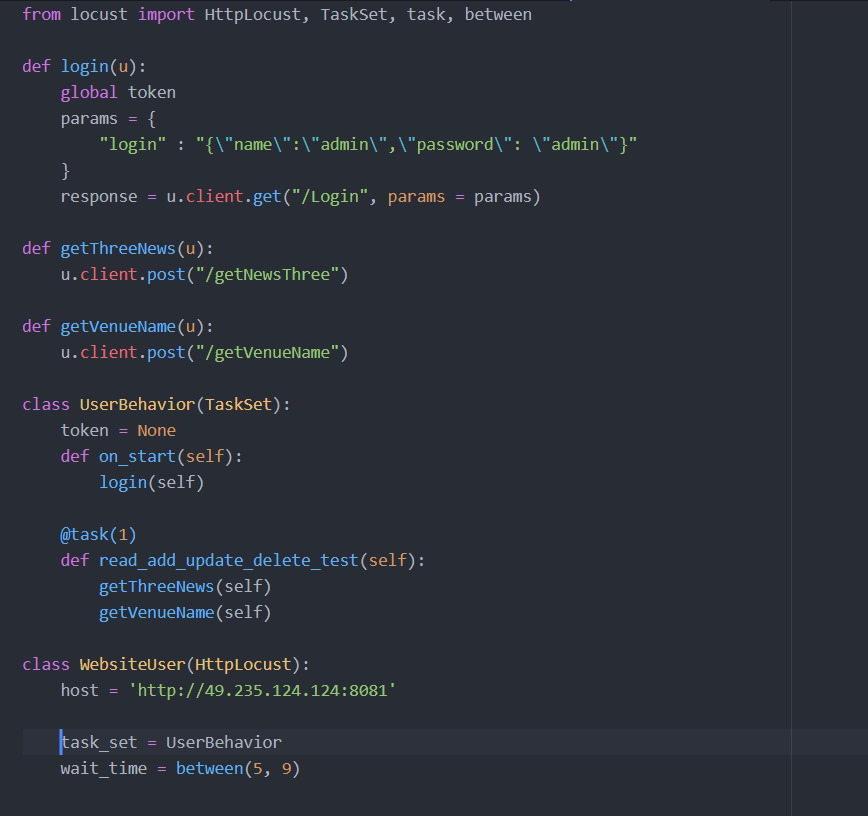 from locust import HttpLocust, TaskSet, task, between
def login(u):
    global token
    params = {
        "login" : "{\"name\":\"admin\",\"password\": \"admin\"}"
    }
    response = u.client.get("/Login", params = params)
def getThreeNews(u):
    u.client.post("/getNewsThree")
def getVenueName(u):
    u.client.post("/getVenueName")
class UserBehavior(TaskSet):
    token = None
    def on_start(self):
        login(self)
    @task(1)
    def read_add_update_delete_test(self):
        getThreeNews(self)
        getVenueName(self)
class WebsiteUser(HttpLocust):
    host = 'http://49.235.124.124:8081'
    task_set = UserBehavior
    wait_time = between(5, 9)